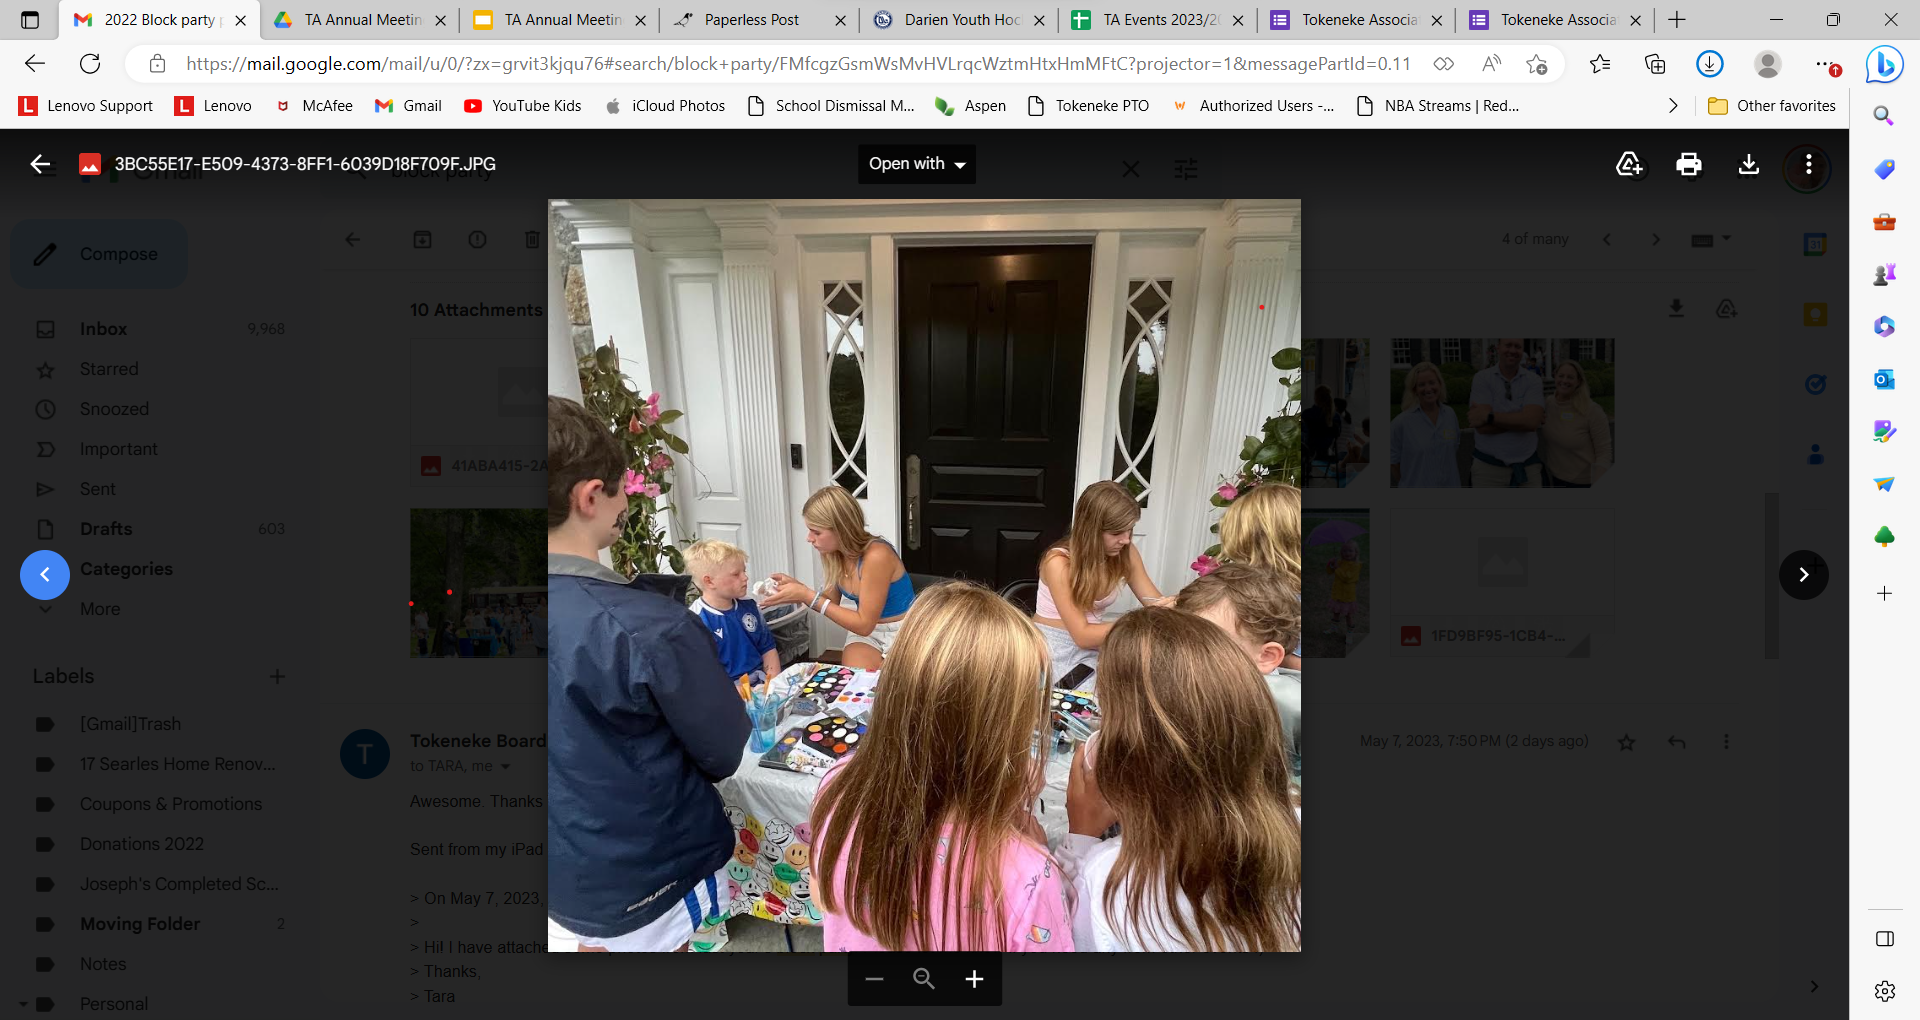 2022 Block party
TA Annual Meetin
TA Annual Meetin
Paperless Post
Darien Youth Hoc
TA Events 2023/20
Tokeneke Associa
Tokeneke Associa
https://mail.google.com/mail/u/0/?zx=grvit3kjqu76#search/block+party/FMfcgzGsmWsMvHVLrqcWztmHtxHmMFtC?projector=1&messagePartId=0.11
Lenovo Support
Lenovo
McAfee
Gmail
YouTube Kids
iCloud Photos
School Dismissal M...
Aspen
Tokeneke PTO
Authorized Users -...
NBA Streams | Red...
Other favorites
3BC55E17-E509-4373-8FF1-6039D18F709F.JPG
Open with
Gmail
block party
Compose
4 of many
10 Attachments
Inbox 9,968
Starred
Snoozed
Important
41ABA415-2A
Sent
Drafts 603
Categories
More
1FD9BF95-1CB4-...
Labels
[Gmail]Trash
Tokeneke Board
May 7, 2023, 7:50 PM (2 days ago)
T
to TARA, me
17 Searles Home Renov...
Coupons & Promotions
Awesome. Thanks
Donations 2022
Sent from my iPad
Joseph's Completed Sc...
> On May 7, 2023,
Moving Folder 2
>
> Hi! I have attache
Notes
> Thanks,
> Tara
Personal
BAUER
31